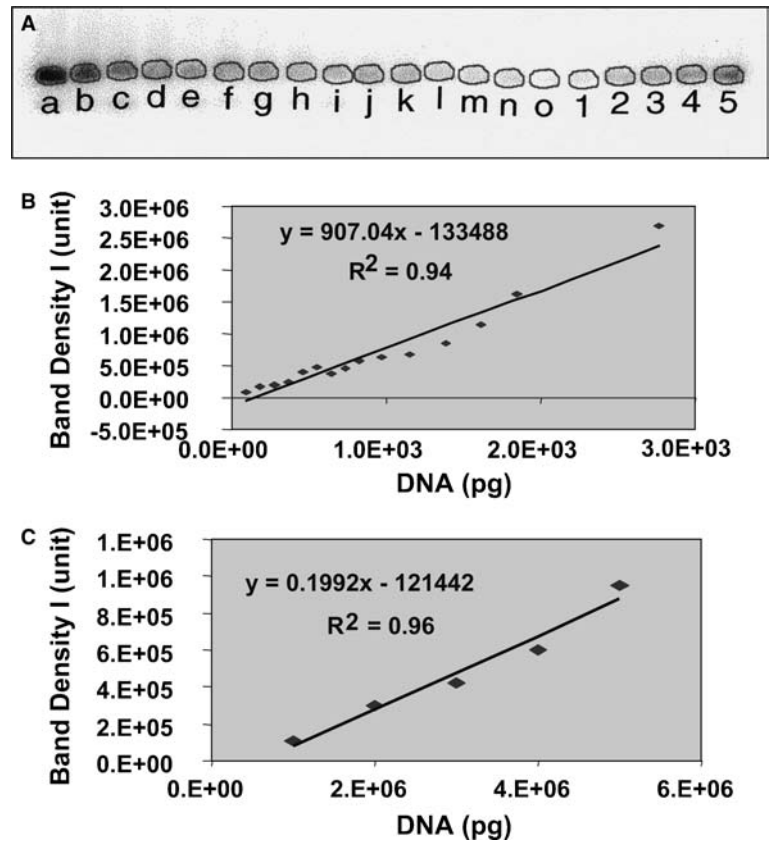 A
a b c d e f g h i j k l m n o 1 2 3 4 5
B
Band Density I (unit)
3.0E+06
2.5E+06
2.0E+06
1.5E+06
1.0E+06
5.0E+05
0.0E+00
-5.0E+05
y = 907.04x - 133488
R² = 0.94
0.0E+00 1.0E+03 2.0E+03 3.0E+03
DNA (pg)
C
Band Density I (unit)
1.E+06
1.E+06
8.E+05
6.E+05
4.E+05
2.E+05
0.E+00
y = 0.1992x - 121442
R² = 0.96
0.E+00 2.E+06 4.E+06 6.E+06
DNA (pg)